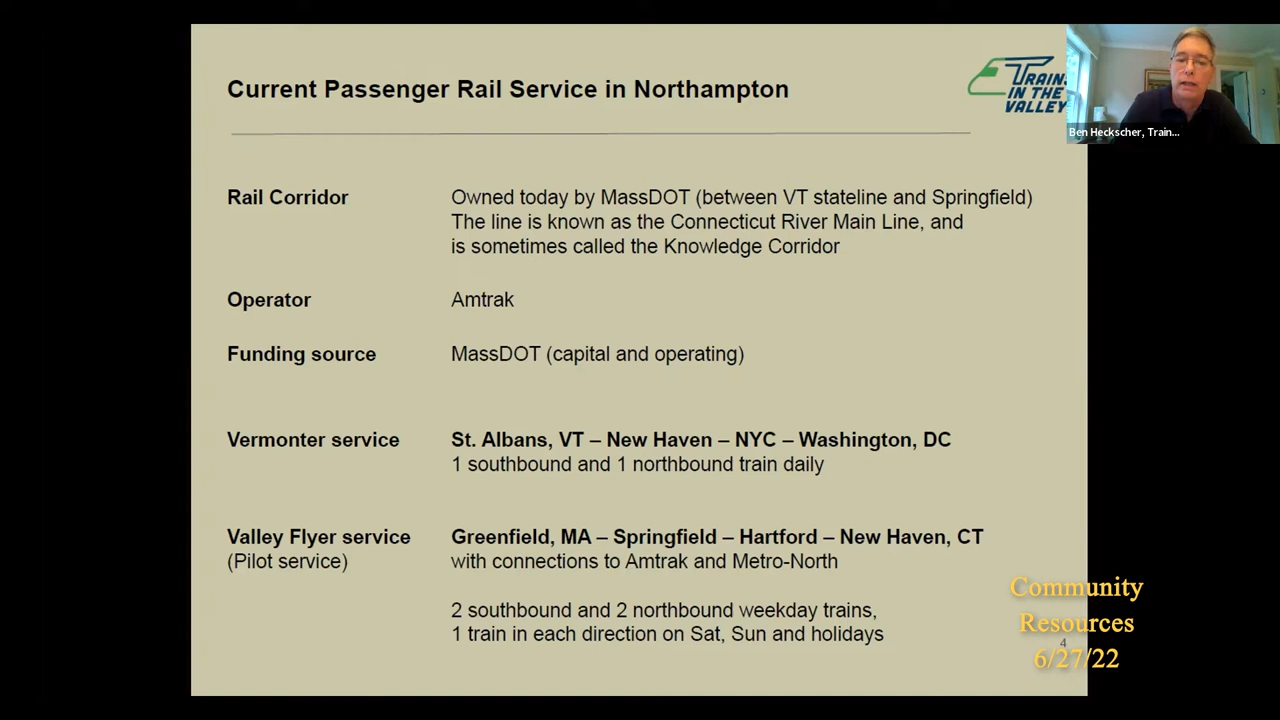 Current Passenger Rail Service in Northampton
TRAINS
IN THE
VALLEY
Ben Heckscher, Train...
Rail Corridor
Owned today by MassDOT (between VT stateline and Springfield)
The line is known as the Connecticut River Main Line, and
is sometimes called the Knowledge Corridor
Operator
Amtrak
Funding source
MassDOT (capital and operating)
Vermonter service
St. Albans, VT – New Haven – NYC – Washington, DC
1 southbound and 1 northbound train daily
Valley Flyer service
(Pilot service)
Greenfield, MA – Springfield – Hartford – New Haven, CT
with connections to Amtrak and Metro-North
2 southbound and 2 northbound weekday trains,
1 train in each direction on Sat, Sun and holidays
Community
Resources
6/27/22
4